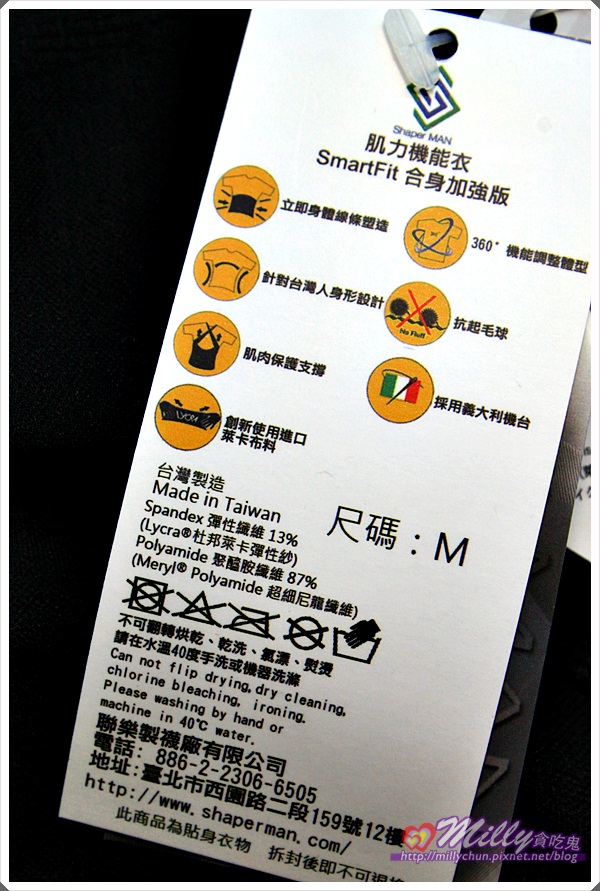 Shaper MAN
肌力機能衣
SmartFit 合身加強版
立即身體線條塑造
360° 機能調整體型
針對台灣人身形設計
No Fluff
抗起毛球
肌肉保護支撐
採用義大利機台
LYCRA
創新使用進口
萊卡布料
台灣製造
Made in Taiwan
Spandex 彈性纖維 13%
(Lycra®杜邦萊卡彈性紗)
Polyamide 聚醯胺纖維 87%
(Meryl® Polyamide 超細尼龍纖維)
尺碼：M
不可翻轉烘乾、乾洗、氯漂、熨燙
請在水溫40度手洗或機器洗滌
Can not flip drying,dry cleaning,
chlorine bleaching, ironing.
Please washing by hand or
machine in 40℃ water.
聯樂製襪廠有限公司
電話: 886-2-2306-6505
地址:臺北市西園路二段159號12樓
http://www.shaperman.com/
此商品為貼身衣物 拆封後即不可退換
Milly貪吃鬼
http://millychun.pixnet.net/blog